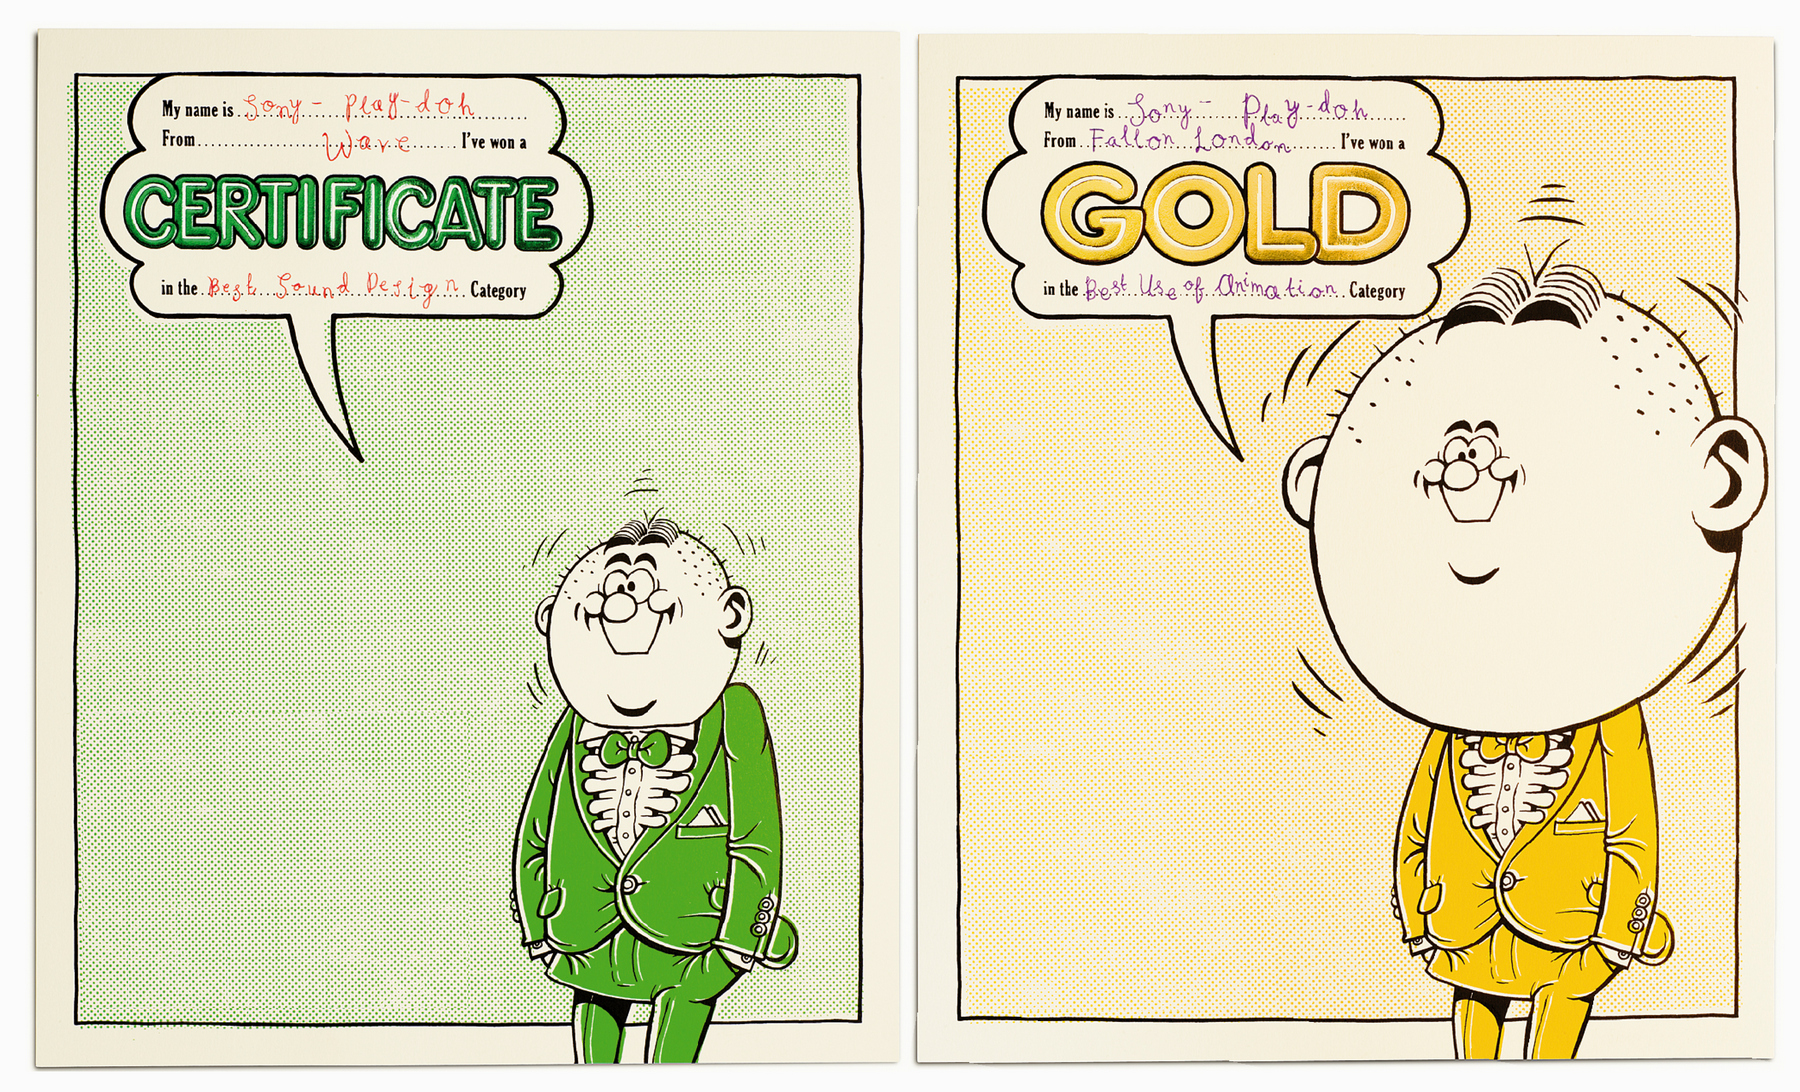 My name is Sony - Play-doh
From Wave I've won a
CERTIFICATE
in the Best Sound Design Category
My name is Sony - Play-doh
From Fallon London I've won a
GOLD
in the Best Use of Animation Category